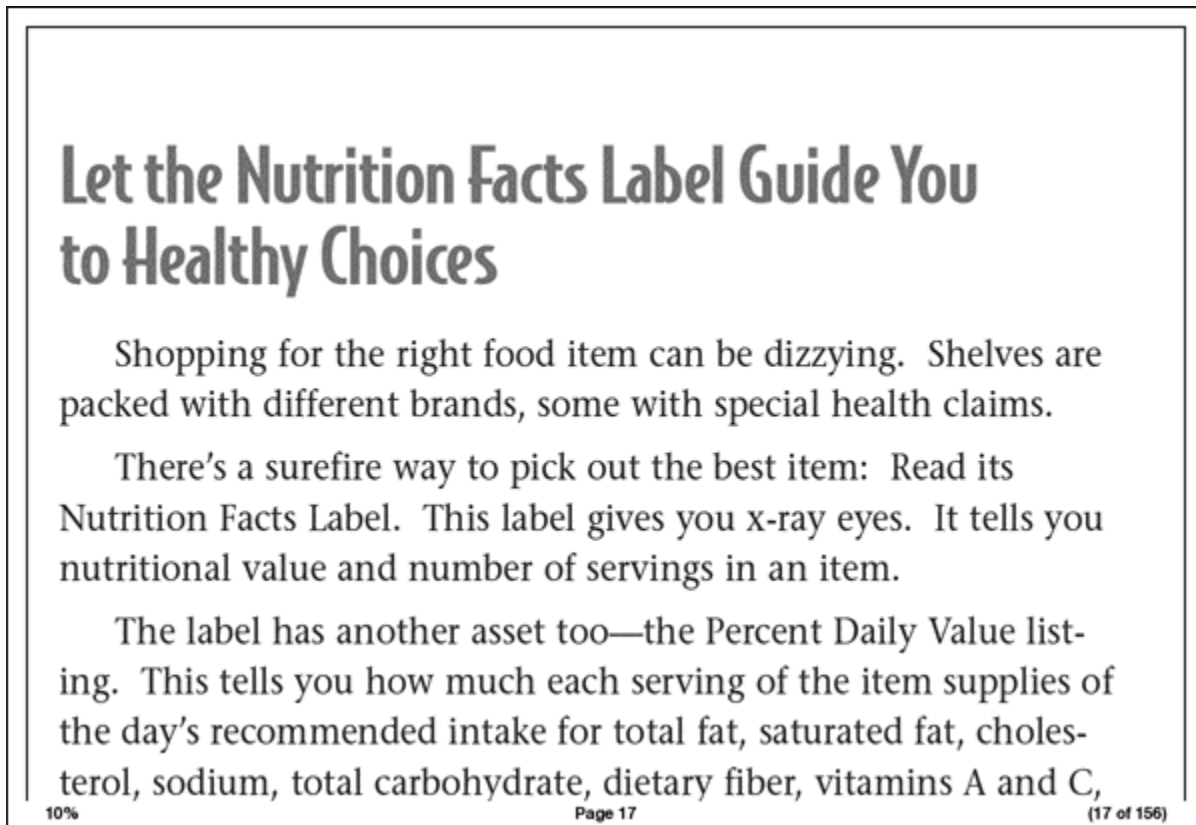 Let the Nutrition Facts Label Guide You
to Healthy Choices
Shopping for the right food item can be dizzying.  Shelves are
packed with different brands, some with special health claims.
There's a surefire way to pick out the best item:  Read its
Nutrition Facts Label.  This label gives you x-ray eyes.  It tells you
nutritional value and number of servings in an item.
The label has another asset too—the Percent Daily Value list-
ing.  This tells you how much each serving of the item supplies of
the day's recommended intake for total fat, saturated fat, choles-
terol, sodium, total carbohydrate, dietary fiber, vitamins A and C,
10% Page 17 (17 of 156)